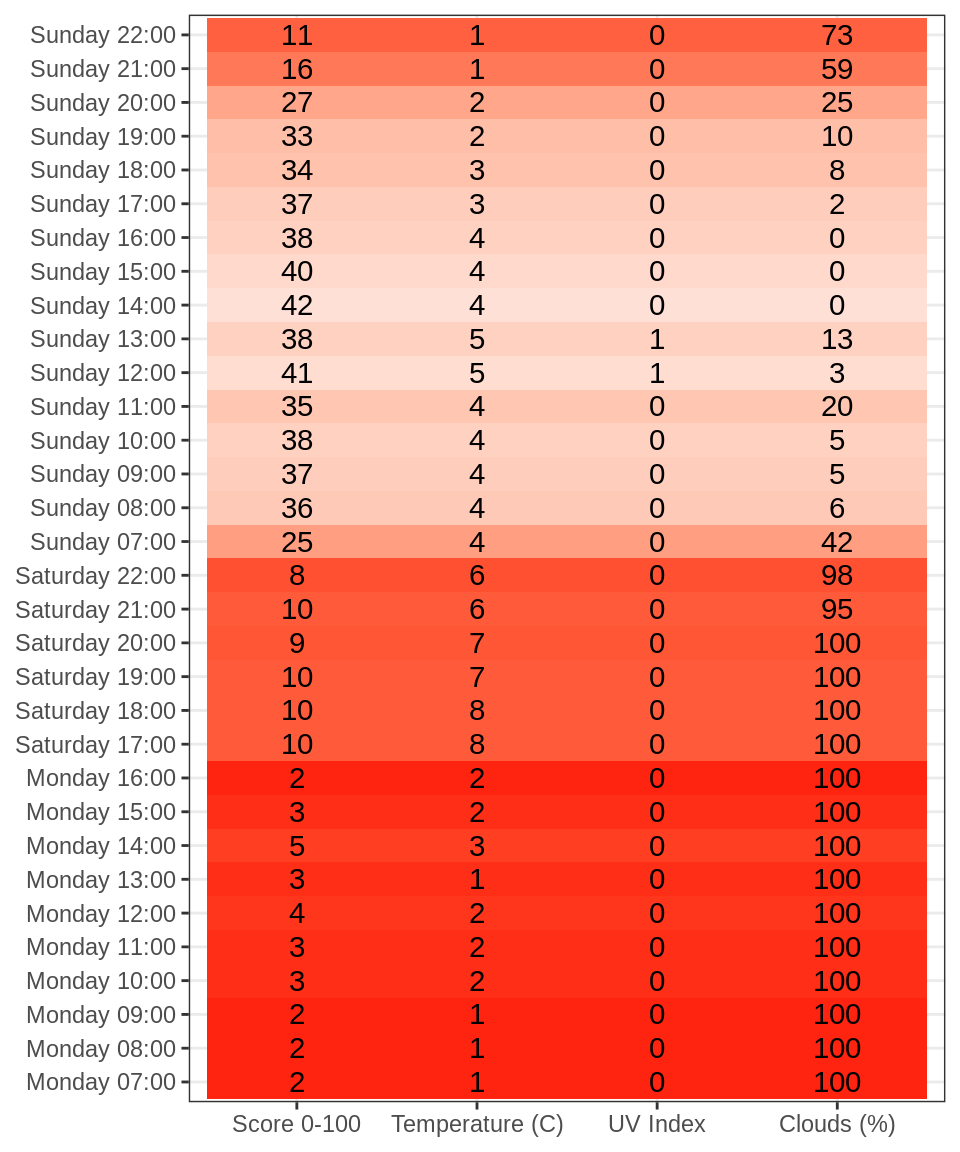 Sunday 22:00 11 1 0 73
Sunday 21:00 16 1 0 59
Sunday 20:00 27 2 0 25
Sunday 19:00 33 2 0 10
Sunday 18:00 34 3 0 8
Sunday 17:00 37 3 0 2
Sunday 16:00 38 4 0 0
Sunday 15:00 40 4 0 0
Sunday 14:00 42 4 0 0
Sunday 13:00 38 5 1 13
Sunday 12:00 41 5 1 3
Sunday 11:00 35 4 0 20
Sunday 10:00 38 4 0 5
Sunday 09:00 37 4 0 5
Sunday 08:00 36 4 0 6
Sunday 07:00 25 4 0 42
Saturday 22:00 8 6 0 98
Saturday 21:00 10 6 0 95
Saturday 20:00 9 7 0 100
Saturday 19:00 10 7 0 100
Saturday 18:00 10 8 0 100
Saturday 17:00 10 8 0 100
Monday 16:00 2 2 0 100
Monday 15:00 3 2 0 100
Monday 14:00 5 3 0 100
Monday 13:00 3 1 0 100
Monday 12:00 4 2 0 100
Monday 11:00 3 2 0 100
Monday 10:00 3 2 0 100
Monday 09:00 2 1 0 100
Monday 08:00 2 1 0 100
Monday 07:00 2 1 0 100
Score 0-100 Temperature (C) UV Index Clouds (%)